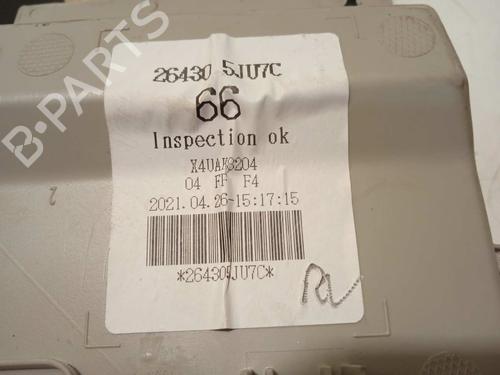 26430 5JU7C
66
Inspection ok
X4UAK3204
04 FF F4
2021.04.26-15:17:15
*264305JU7C*
B-PARTS